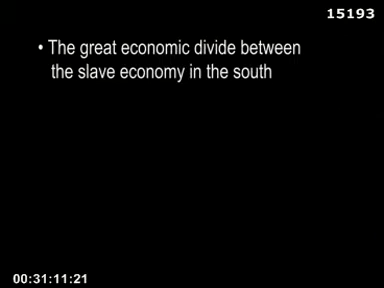 15193
• The great economic divide between
the slave economy in the south
00:31:11:21